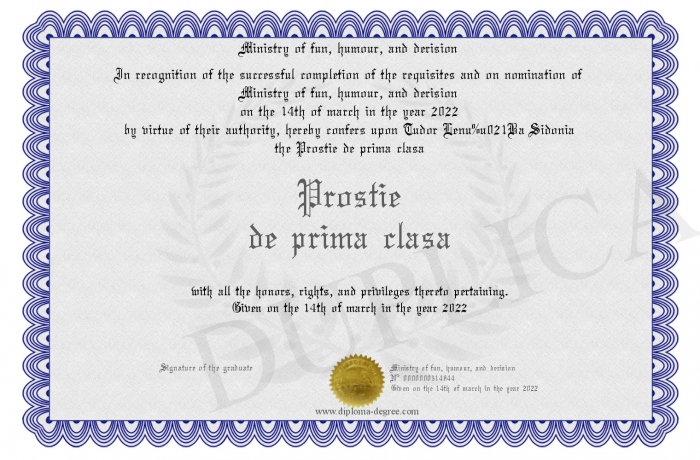 Ministry of fun, humour, and derision
In recognition of the successful completion of the requisites and on nomination of
Ministry of fun, humour, and derision
on the 14th of march in the year 2022
by virtue of their authority, hereby confers upon Tudor Lenu%u021Ba Sidonia
the Prostie de prima clasa
Prostie
de prima clasa
with all the honors, rights, and privileges thereto pertaining.
Given on the 14th of march in the year 2022
DUPLICA
Signature of the graduate
Ministry of fun, humour, and derision
Given on the 14th of march in the year 2022
www.diploma-degree.com